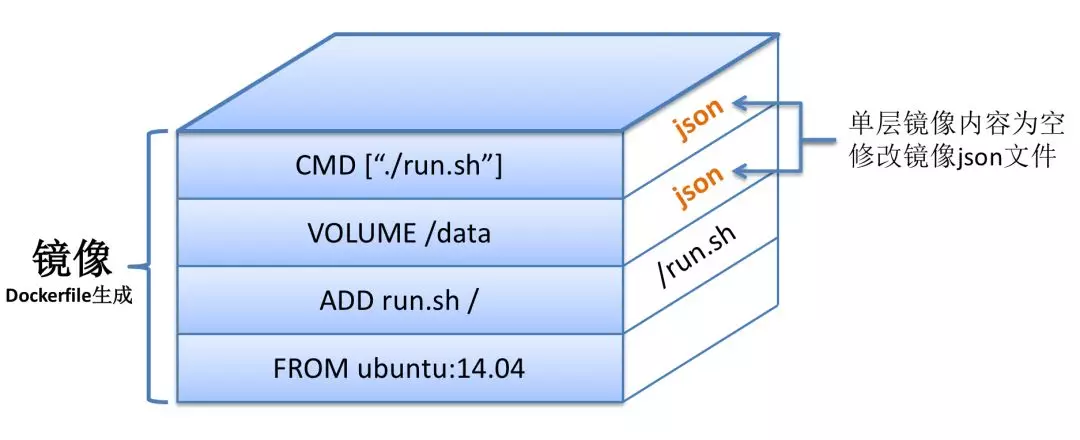 CMD [“./run.sh”]
VOLUME /data
ADD run.sh /
FROM ubuntu:14.04
json
json
/run.sh
镜像
Dockerfile生成
单层镜像内容为空
修改镜像json文件